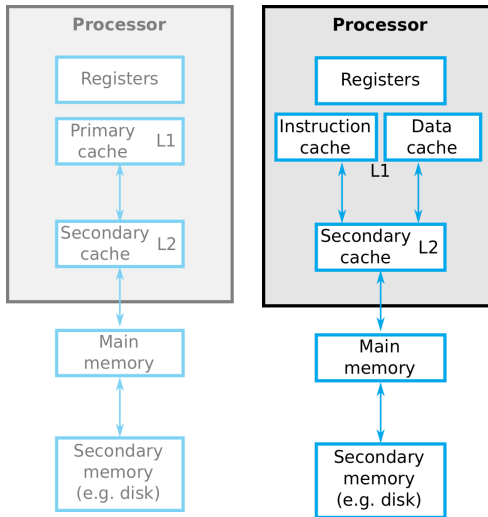 Processor
Registers
Primary
cache
L1
Secondary
cache
L2
Main
memory
Secondary
memory
(e.g. disk)
Processor
Registers
Instruction
cache
Data
cache
L1
Secondary
cache
L2
Main
memory
Secondary
memory
(e.g. disk)